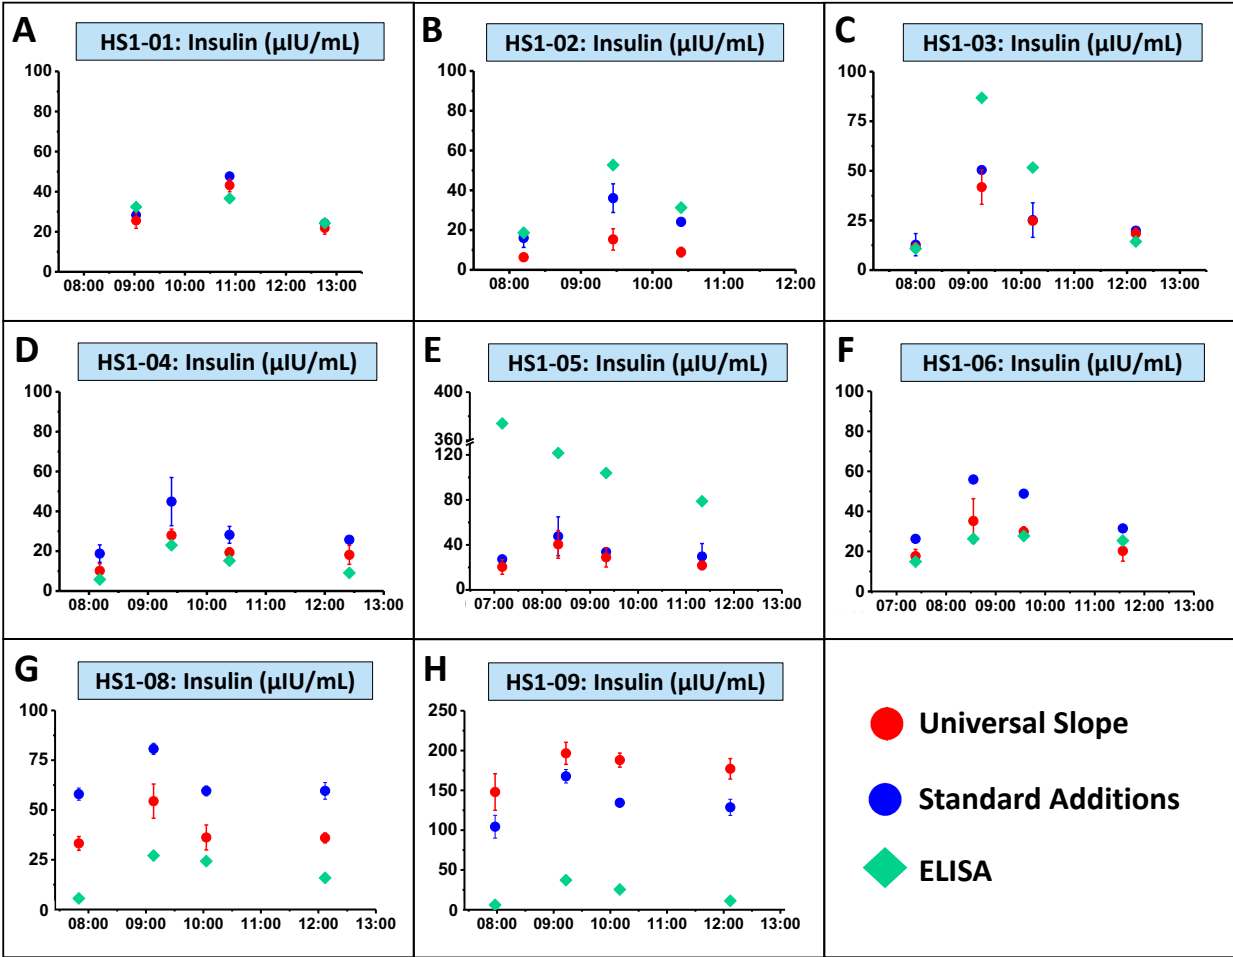 A
HS1-01: Insulin (µIU/mL)
100
80
60
40
20
0
08:00 09:00 10:00 11:00 12:00 13:00
B
HS1-02: Insulin (µIU/mL)
100
80
60
40
20
0
08:00 09:00 10:00 11:00 12:00
C
HS1-03: Insulin (µIU/mL)
100
75
50
25
0
08:00 09:00 10:00 11:00 12:00 13:00
D
HS1-04: Insulin (µIU/mL)
100
80
60
40
20
0
08:00 09:00 10:00 11:00 12:00 13:00
E
HS1-05: Insulin (µIU/mL)
400
360
120
80
40
0
07:00 08:00 09:00 10:00 11:00 12:00 13:00
F
HS1-06: Insulin (µIU/mL)
100
80
60
40
20
0
07:00 08:00 09:00 10:00 11:00 12:00 13:00
G
HS1-08: Insulin (µIU/mL)
100
75
50
25
0
08:00 09:00 10:00 11:00 12:00 13:00
H
HS1-09: Insulin (µIU/mL)
250
200
150
100
50
0
08:00 09:00 10:00 11:00 12:00 13:00
Universal Slope
Standard Additions
ELISA